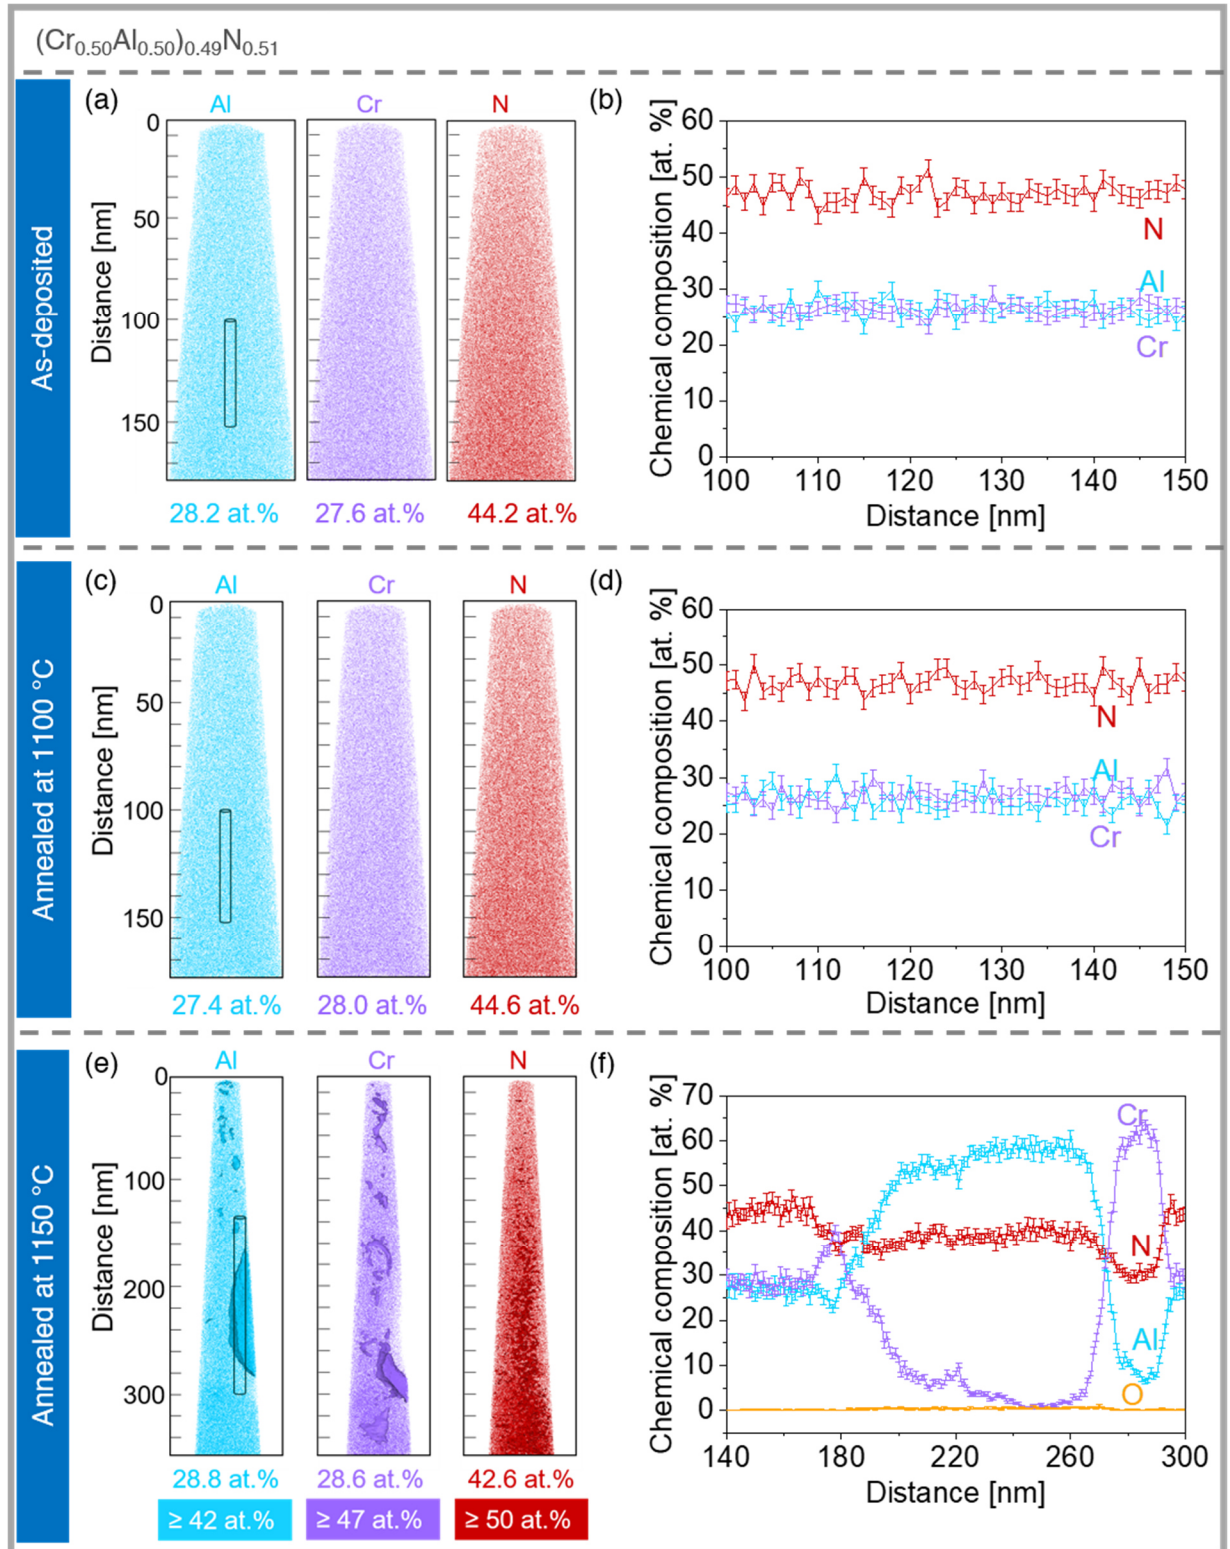 (Cr0.50Al0.50)0.49N0.51
As-deposited
(a)
Al
Cr
N
Distance [nm]
0
50
100
150
28.2 at.%
27.6 at.%
44.2 at.%
(b)
Chemical composition [at. %]
60
50
40
30
20
10
0
N
Al
Cr
100
110
120
130
140
150
Distance [nm]
Annealed at 1100 °C
(c)
Al
Cr
N
Distance [nm]
0
50
100
150
27.4 at.%
28.0 at.%
44.6 at.%
(d)
Chemical composition [at. %]
60
50
40
30
20
10
0
N
Al
Cr
100
110
120
130
140
150
Distance [nm]
Annealed at 1150 °C
(e)
Al
Cr
N
Distance [nm]
0
100
200
300
28.8 at.%
28.6 at.%
42.6 at.%
≥ 42 at.%
≥ 47 at.%
≥ 50 at.%
(f)
Chemical composition [at. %]
70
60
50
40
30
20
10
0
Cr
N
Al
O
140
180
220
260
300
Distance [nm]